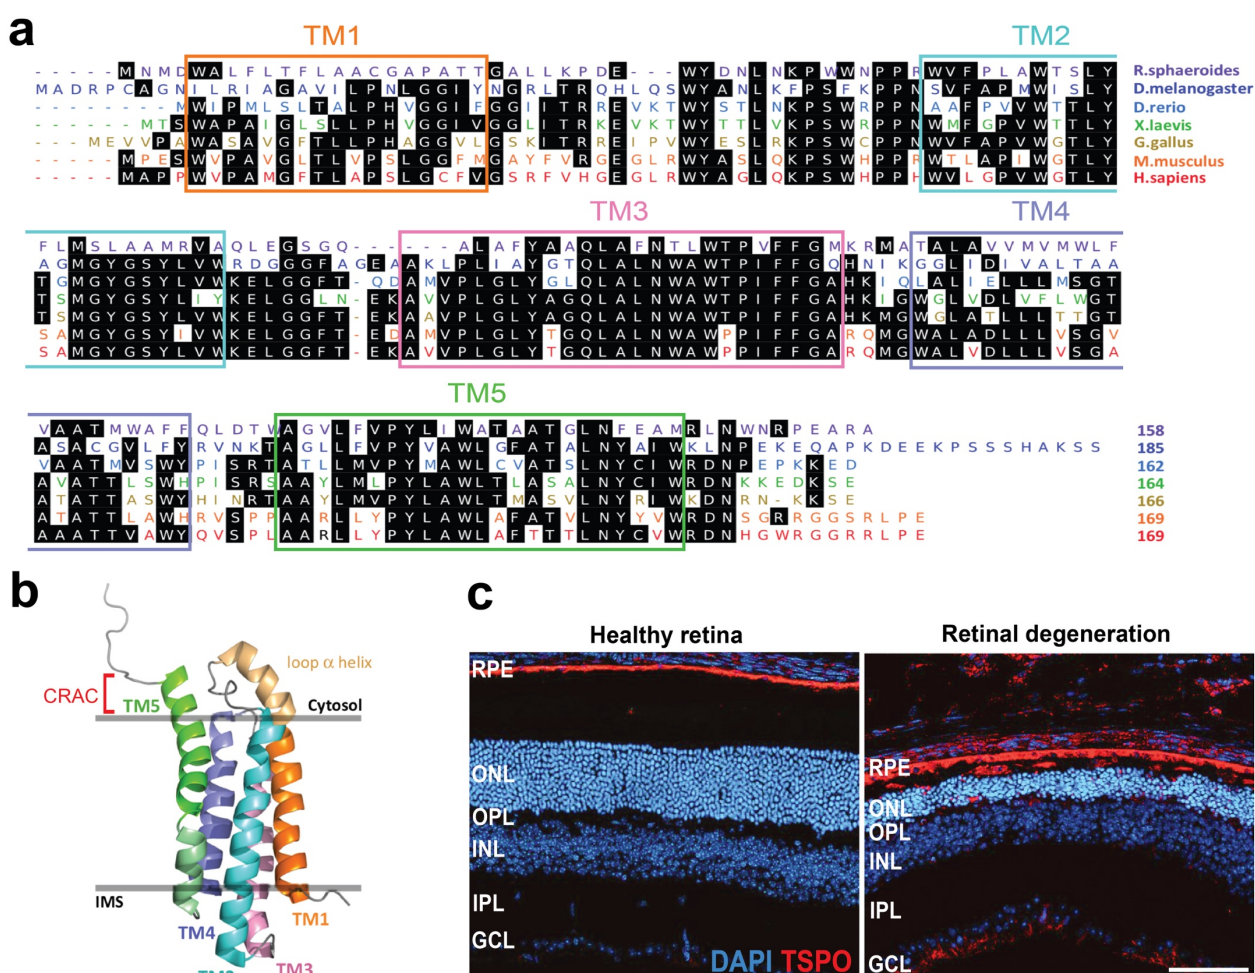 a
TM1 TM2
- - - - - M N M D W A L F L T F L A A C G A P A T T G A L L K P D E - - - W Y D N L N K P W W N P P R W V F P L A W T S L Y R.sphaeroides
M A D R P C A G N I L R I A G A V I L P N L G G I Y N G R L T R Q H L Q S W Y A N L K F P S F K P P N S V F A P M W I S L Y D.melanogaster
- - - - - - - - M W I P M L S L T A L P H V G G I F G G I L T R R E V K T W Y S T L N K P S W R P P N A A F P V V W T T L Y D.rerio
- - - - - - M T S W A P A I G L S L L P H V G G I V G G L I T R K E V K T W Y T T L V K P S W R P P N W M F G P V W T T L Y X.laevis
- - - M E V V P A W A S A V G F T L L P H V G G V L G S K I T R R E I P V W Y E S L R K P S W C P P N W V F A P V W G T L Y G.gallus
- - - - - M P E S W V P A V G L T L V P S L G G F M G A Y F V R G E G L R W Y A S L Q K P S W H P P R W T L A P I W G T L Y M.musculus
- - - - - M A P P W V P A M G F T L A P S L G C F V G S R F V H G E G L R W Y A G L Q K P S W H P P H W V L G P V W G T L Y H.sapiens
TM3 TM4
F L M S L A A M R V A Q L E G S G Q - - - - - - A L A F Y A A Q L A F N T L W T P V F F G M K R M A T A L A V V M V M W L F
A G M G Y G S Y L V W R D G G G F A G E A A K L P L I A Y G T Q L A L N W A W T P I F F G Q H N I K G G L I D I V A L T A A
T G M G Y G S Y L V W K E L G G F T - Q D A M V P L G L Y G L Q L A L N W A W T P I F F G A H K I Q L A L I E L L L M S G T
T S M G Y G S Y L I Y K E L G G L N - E K A V V P L G L Y A G Q L A L N W A W T P I F F G A H K I G W G L V D L V F L W G T
T S M G Y G S Y L V W K E L G G F T - E K A A V P L G L Y A G Q L A L N W A W T P I F F G A H K M G W G L A T L L L T T G T
S A M G Y G S Y I V W K E L G G F T - E D A M V P L G L Y T G Q L A L N W A W P P I F F G A R Q M G W A L A D L L L V S G V
S A M G Y G S Y L V W K E L G G F T - E K A V V P L G L Y T G Q L A L N W A W P P I F F G A R Q M G W A L V D L L L V S G A
TM5
V A A T M W A F F Q L D T W A G V L F V P Y L I W A T A A T G L N F E A M R L N W N R P E A R A 158
A S A C G V L F Y R V N K T A G L L F V P Y V A W L G F A T A L N Y A I W K L N P E K E Q A P K D E E K P S S S H A K S S 185
V A A T M V S W Y P I S R T A T L L M V P Y M A W L C V A T S L N Y C I W R D N P E P K K E D 162
A V A T T L S W H P I S R S A A Y L M L P Y L A W L T L A S A L N Y C I W R D N K K E D K S E 164
A T A T T A S W Y H I N R T A A Y L M V P Y L A W L T M A S V L N Y R I W K D N R N - K K S E 166
A T A T T L A W H R V S P P A A R L L Y P Y L A W L A F A T V L N Y Y V W R D N S G R R G G S R L P E 169
A A A T T V A W Y Q V S P L A A R L L Y P Y L A W L A F T T T L N Y C V W R D N H G W R G G R R L P E 169
b
loop α helix
CRAC
TM5
Cytosol
IMS
TM1
TM4
TM3
c
Healthy retina
RPE
ONL
OPL
INL
IPL
GCL
DAPI TSPO
Retinal degeneration
RPE
ONL
OPL
INL
IPL
GCL